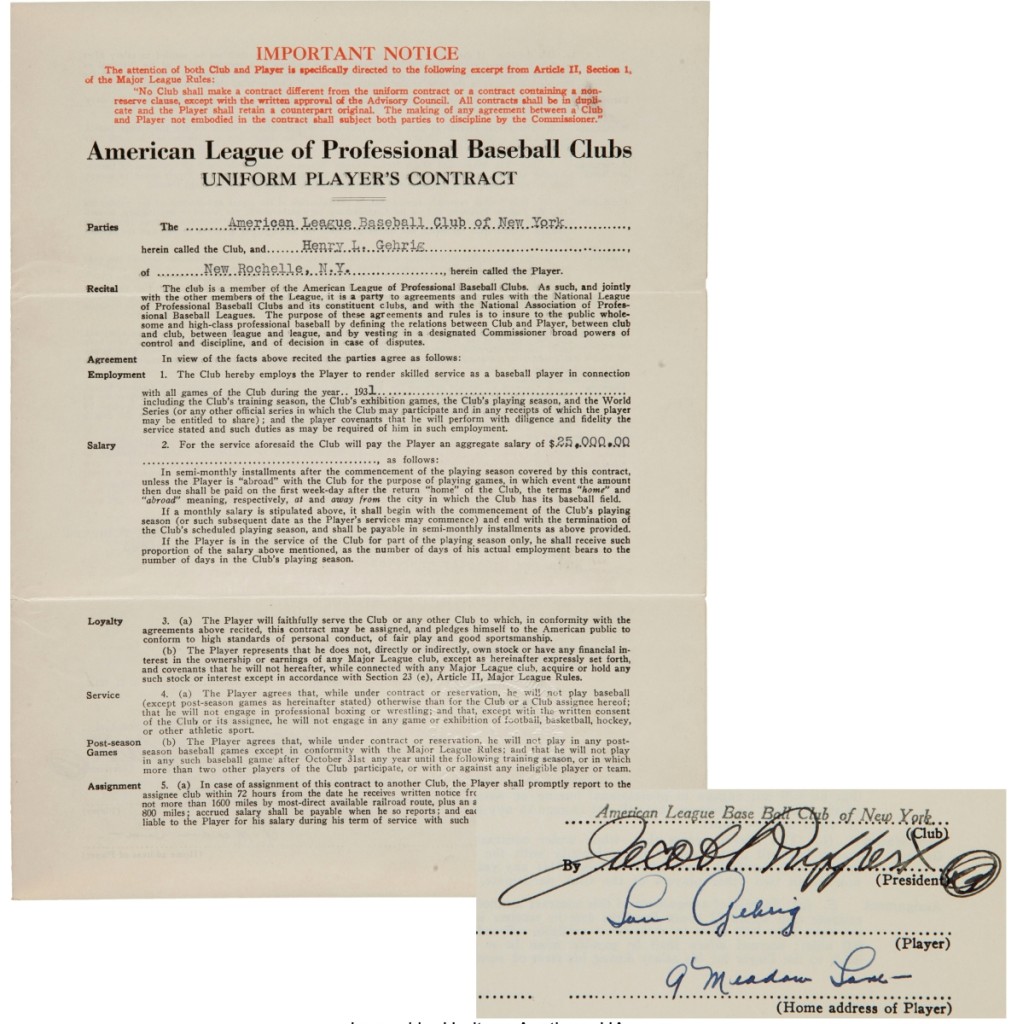 IMPORTANT NOTICE
The attention of both Club and Player is specifically directed to the following excerpt from Article II, Section 1,
of the Major League Rules:
"No Club shall make a contract different from the uniform contract or a contract containing a non-
reserve clause, except with the written approval of the Advisory Council. All contracts shall be in dupli-
cate and the Player shall retain a counterpart original. The making of any agreement between a Club
and Player not embodied in the contract shall subject both parties to discipline by the Commissioner."
American League of Professional Baseball Clubs
UNIFORM PLAYER'S CONTRACT
Parties The American League Baseball Club of New York,
herein called the Club, and Henry L. Gehrig
of New Rochelle, N.Y., herein called the Player.
Recital The club is a member of the American League of Professional Baseball Clubs. As such, and jointly
with the other members of the League, it is a party to agreements and rules with the National League
of Professional Baseball Clubs and its constituent clubs, and with the National Association of Profes-
sional Baseball Leagues. The purpose of these agreements and rules is to insure to the public whole-
some and high-class professional baseball by defining the relations between Club and Player, between club
and club, between league and league, and by vesting in a designated Commissioner broad powers of
control and discipline, and of decision in case of disputes.
Agreement In view of the facts above recited the parties agree as follows:
Employment 1. The Club hereby employs the Player to render skilled service as a baseball player in connection
with all games of the Club during the year.. 1931
including the Club's training season, the Club's exhibition games, the Club's playing season, and the World
Series (or any other official series in which the Club may participate and in any receipts of which the player
may be entitled to share); and the player covenants that he will perform with diligence and fidelity the
service stated and such duties as may be required of him in such employment.
Salary 2. For the service aforesaid the Club will pay the Player an aggregate salary of $25,000.00
, as follows:
In semi-monthly installments after the commencement of the playing season covered by this contract,
unless the Player is "abroad" with the Club for the purpose of playing games, in which event the amount
then due shall be paid on the first week-day after the return "home" of the Club, the terms "home" and
"abroad" meaning, respectively, at and away from the city in which the Club has its baseball field.
If a monthly salary is stipulated above, it shall begin with the commencement of the Club's playing
season (or such subsequent date as the Player's services may commence) and end with the termination of
the Club's scheduled playing season, and shall be payable in semi-monthly installments as above provided.
If the Player is in the service of the Club for part of the playing season only, he shall receive such
proportion of the salary above mentioned, as the number of days of his actual employment bears to the
number of days in the Club's playing season.
Loyalty 3. (a) The Player will faithfully serve the Club or any other Club to which, in conformity with the
agreements above recited, this contract may be assigned, and pledges himself to the American public to
conform to high standards of personal conduct, of fair play and good sportsmanship.
(b) The Player represents that he does not, directly or indirectly, own stock or have any financial in-
terest in the ownership or earnings of any Major League club, except as hereinafter expressly set forth,
and covenants that he will not hereafter, while connected with any Major League club, acquire or hold any
such stock or interest except in accordance with Section 23 (e), Article II, Major League Rules.
Service 4. (a) The Player agrees that, while under contract or reservation, he will not play baseball
(except post-season games as hereinafter stated) otherwise than for the Club or a Club assignee hereof;
that he will not engage in professional boxing or wrestling; and that, except with the written consent
of the Club or its assignee, he will not engage in any game or exhibition of football, basketball, hockey,
or other athletic sport.
Post-season Games (b) The Player agrees that, while under contract or reservation, he will not play in any post-
season baseball games except in conformity with the Major League Rules; and that he will not play
in any such baseball game after October 31st any year until the following training season, or in which
more than two other players of the Club participate, or with or against any ineligible player or team.
Assignment 5. (a) In case of assignment of this contract to another Club, the Player shall promptly report to the
assignee club within 72 hours from the date he receives written notice fro
not more than 1600 miles by most-direct available railroad route, plus an a
800 miles; accrued salary shall be payable when he so reports; and eac
liable to the Player for his salary during his term of service with such
American League Base Ball Club of New York
(Club)
By Jacob Ruppert
(President)
Lou Gehrig
(Player)
9 Meadow Lane
(Home address of Player)